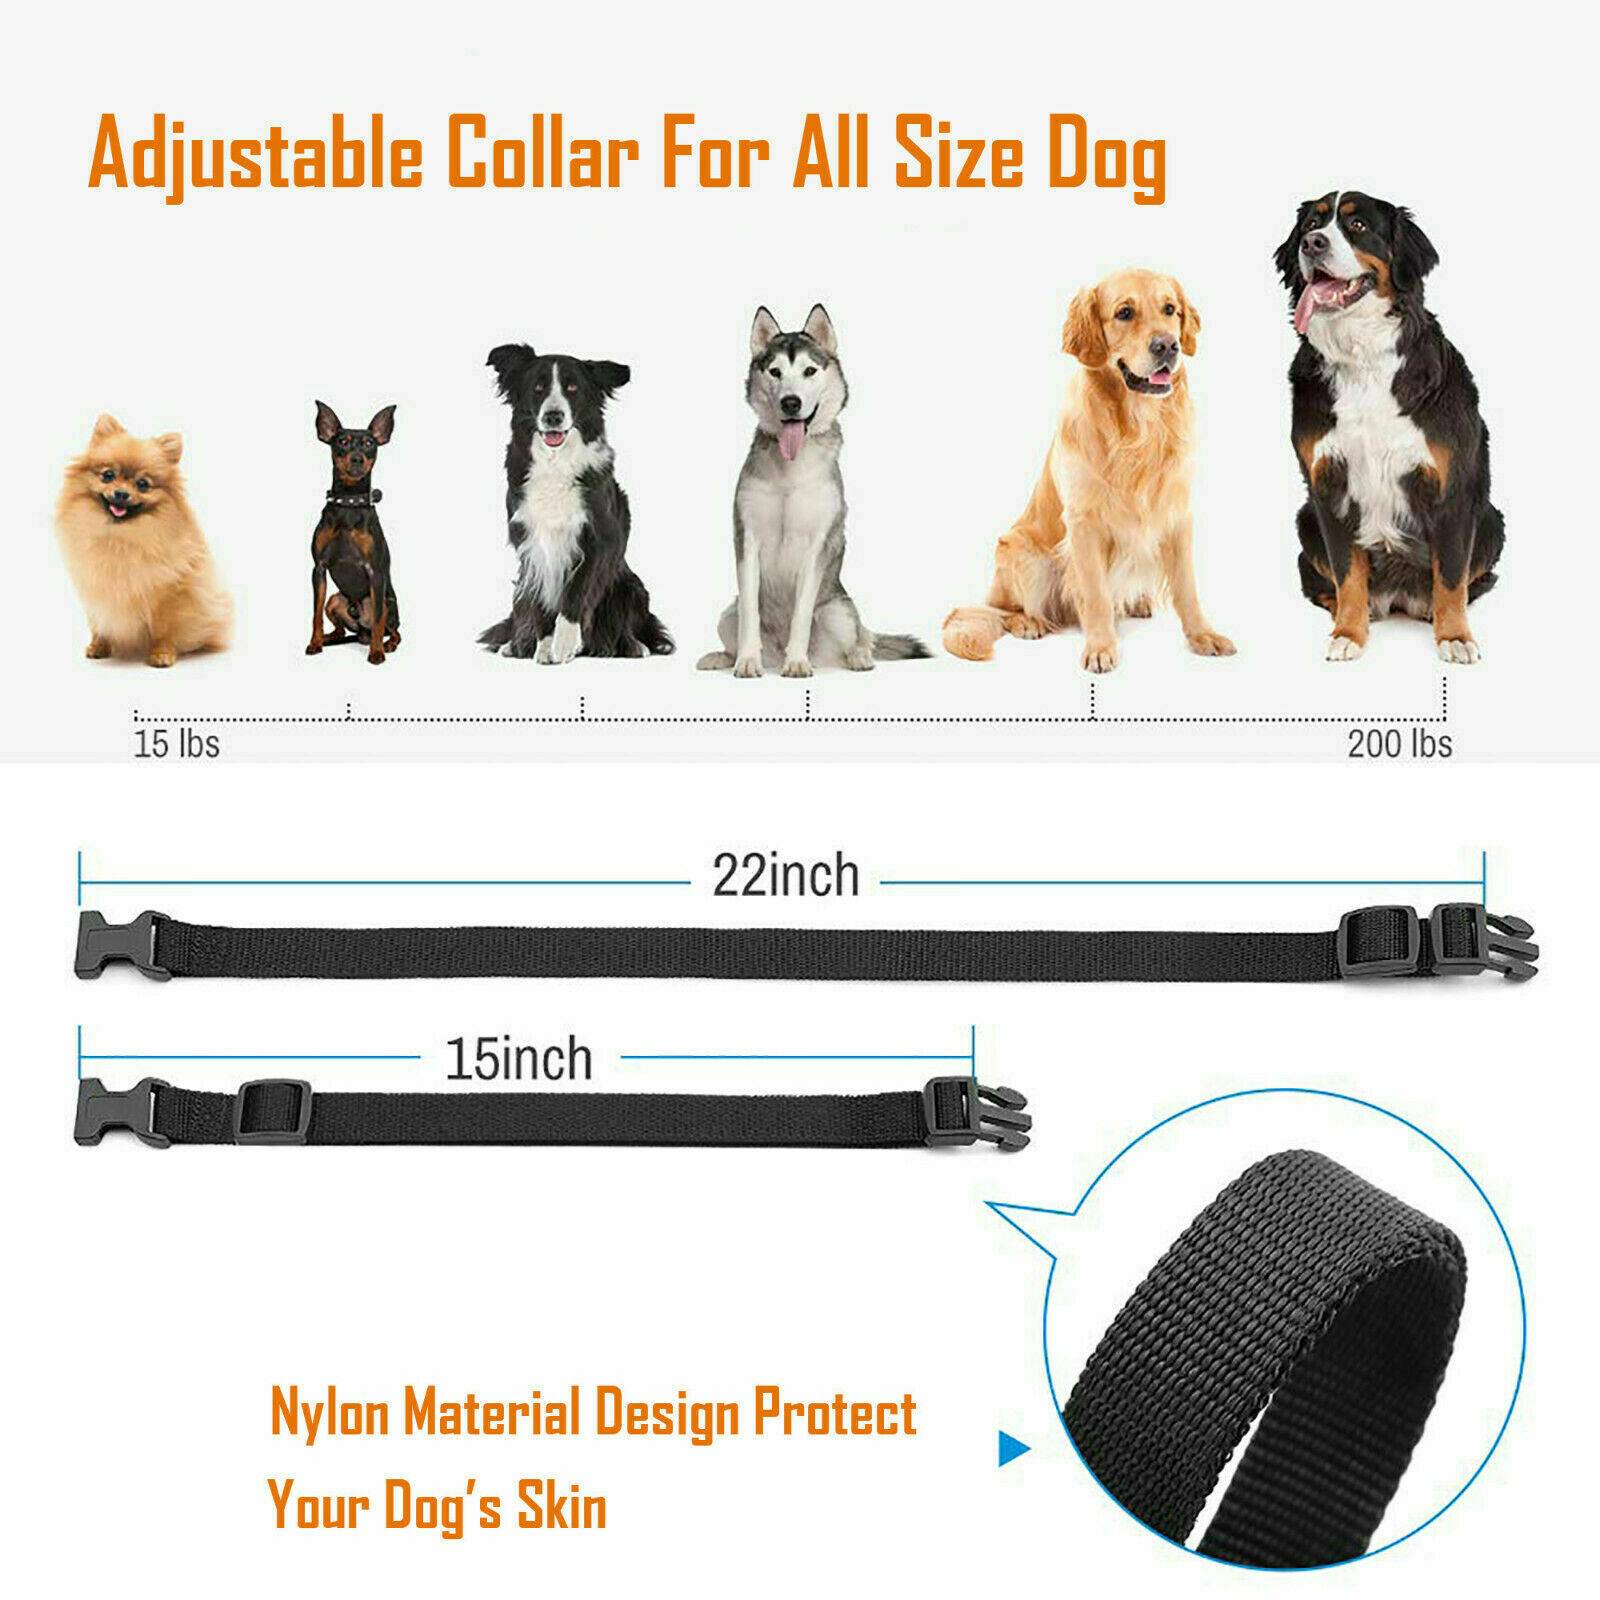 Adjustable Collar For All Size Dog
15 lbs
200 lbs
22inch
15inch
Nylon Material Design Protect
Your Dog's Skin